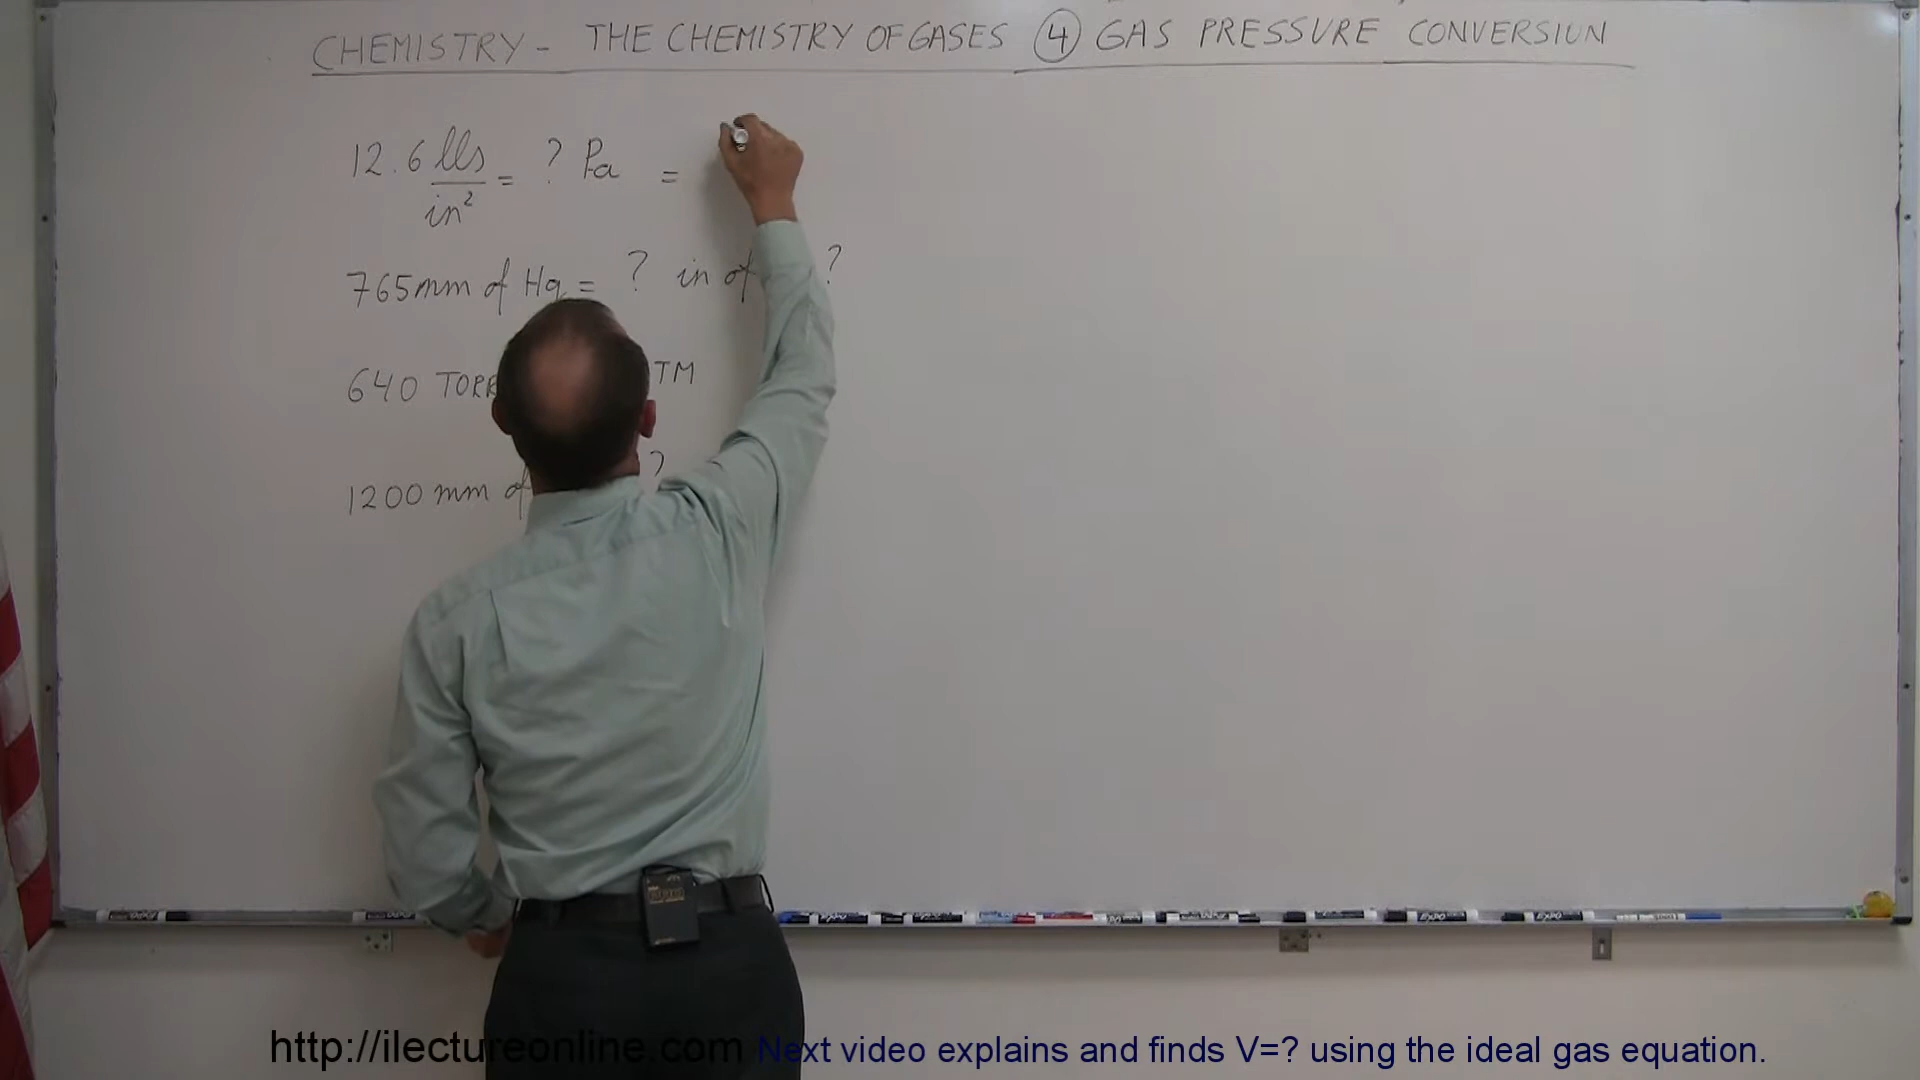 CHEMISTRY - THE CHEMISTRY OF GASES ④ GAS PRESSURE CONVERSION
12.6 lbs/in² = ? Pa =
765mm of Hg = ? in of ?
640 TORR TM
1200 mm of ?
http://ilectureonline.com Next video explains and finds V=? using the ideal gas equation.